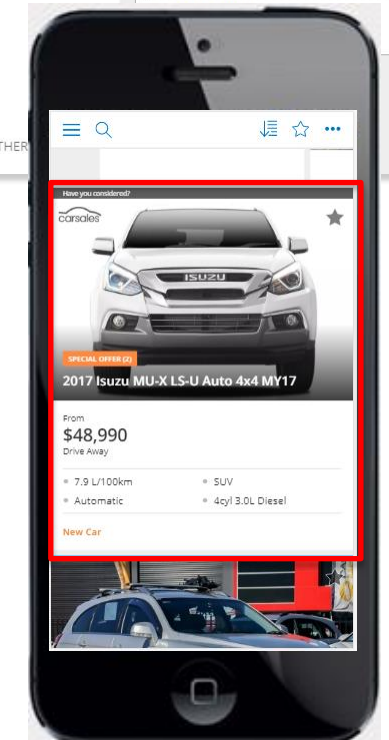 THER
Have you considered?
carsales
ISUZU
SPECIAL OFFER (2)
2017 Isuzu MU-X LS-U Auto 4x4 MY17
From
$48,990
Drive Away
7.9 L/100km
SUV
Automatic
4cyl 3.0L Diesel
New Car